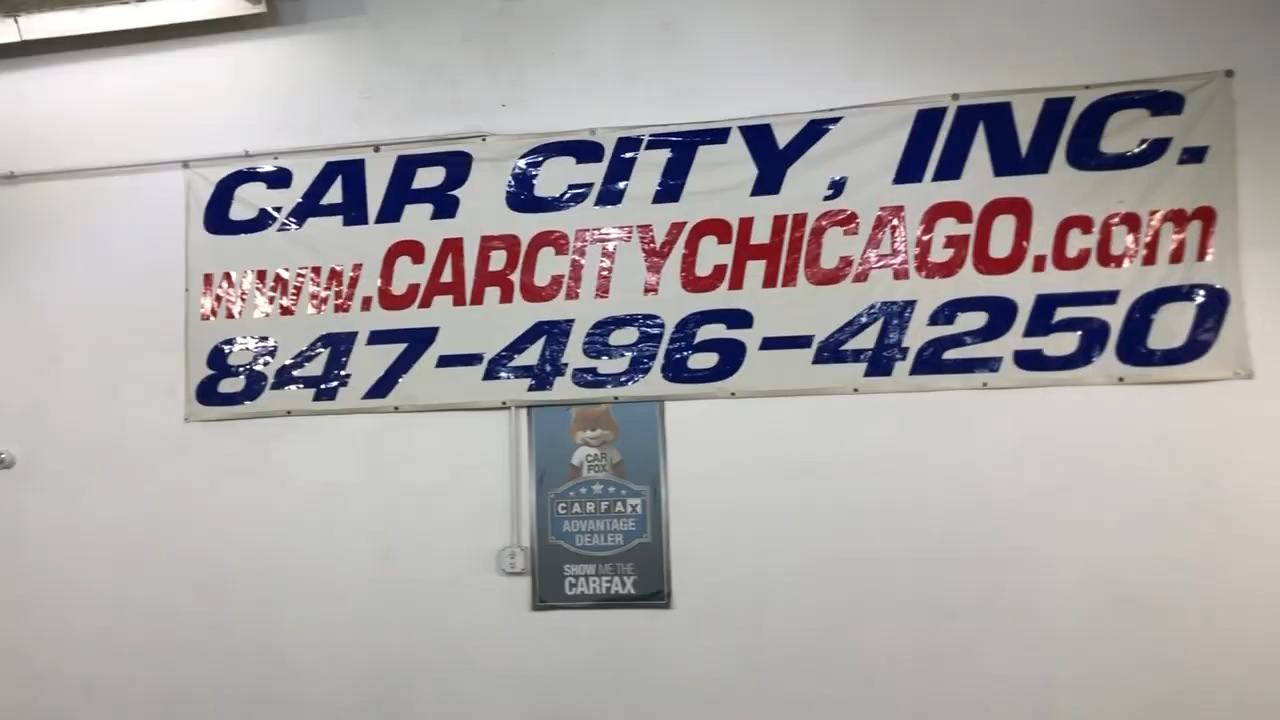 CAR CITY, INC.
www.CARCITYCHICAGO.com
847-496-4250
CAR
FOX
CARFAX
ADVANTAGE
DEALER
SHOW ME THE
CARFAX